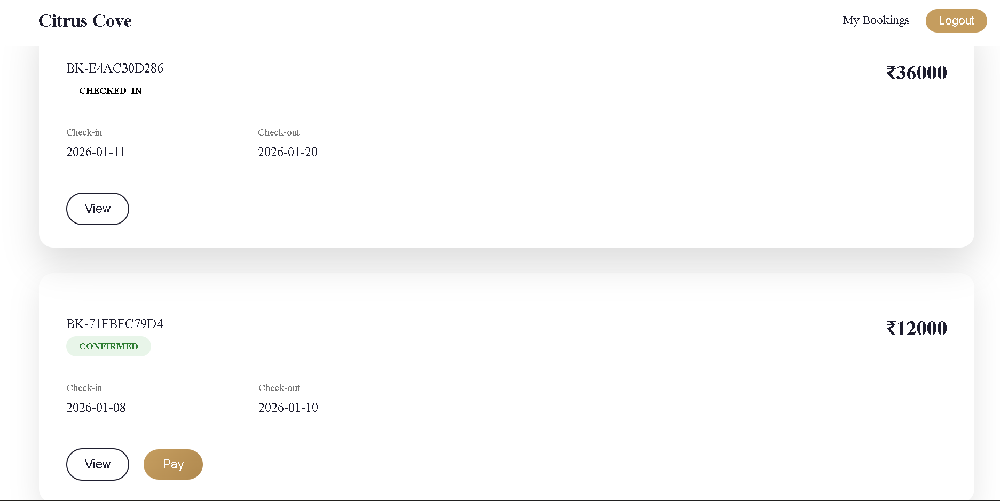 Citrus Cove
My Bookings
Logout
BK-E4AC30D286
₹36000
CHECKED_IN
Check-in
Check-out
2026-01-11
2026-01-20
View
BK-71FBFC79D4
₹12000
CONFIRMED
Check-in
Check-out
2026-01-08
2026-01-10
View
Pay